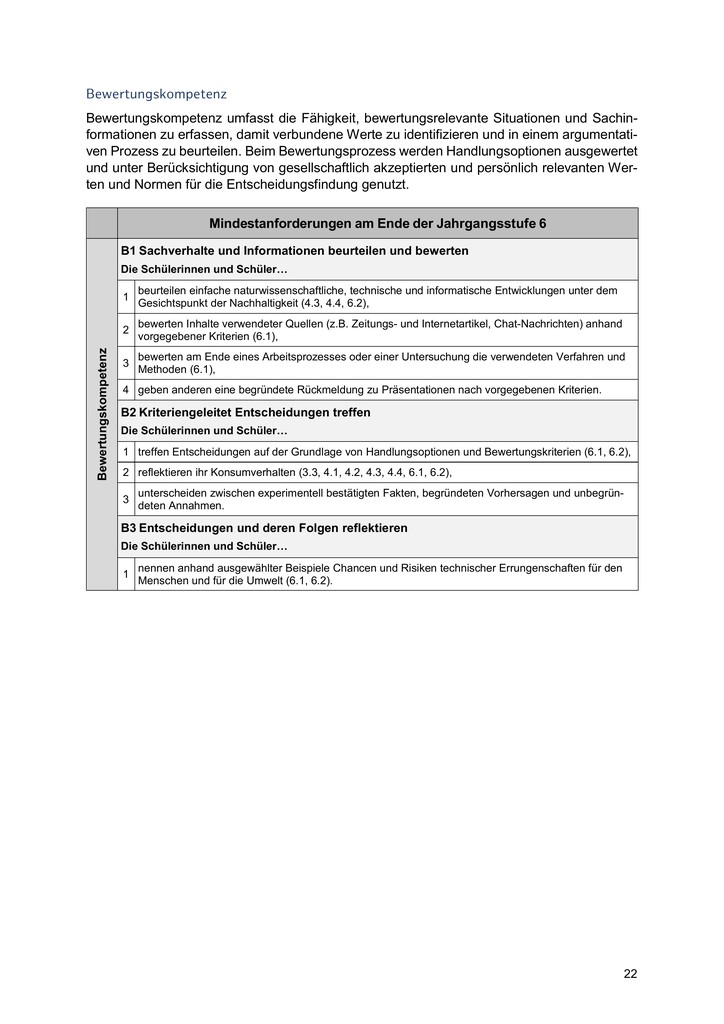 Bewertungskompetenz
Bewertungskompetenz umfasst die Fähigkeit, bewertungsrelevante Situationen und Sachin-
formationen zu erfassen, damit verbundene Werte zu identifizieren und in einem argumentati-
ven Prozess zu beurteilen. Beim Bewertungsprozess werden Handlungsoptionen ausgewertet
und unter Berücksichtigung von gesellschaftlich akzeptierten und persönlich relevanten Wer-
ten und Normen für die Entscheidungsfindung genutzt.
Mindestanforderungen am Ende der Jahrgangsstufe 6
Bewertungskompetenz
B1 Sachverhalte und Informationen beurteilen und bewerten
Die Schülerinnen und Schüler…
1 beurteilen einfache naturwissenschaftliche, technische und informatische Entwicklungen unter dem
Gesichtspunkt der Nachhaltigkeit (4.3, 4.4, 6.2),
2 bewerten Inhalte verwendeter Quellen (z.B. Zeitungs- und Internetartikel, Chat-Nachrichten) anhand
vorgegebener Kriterien (6.1),
3 bewerten am Ende eines Arbeitsprozesses oder einer Untersuchung die verwendeten Verfahren und
Methoden (6.1),
4 geben anderen eine begründete Rückmeldung zu Präsentationen nach vorgegebenen Kriterien.
B2 Kriteriengeleitet Entscheidungen treffen
Die Schülerinnen und Schüler…
1 treffen Entscheidungen auf der Grundlage von Handlungsoptionen und Bewertungskriterien (6.1, 6.2),
2 reflektieren ihr Konsumverhalten (3.3, 4.1, 4.2, 4.3, 4.4, 6.1, 6.2),
3 unterscheiden zwischen experimentell bestätigten Fakten, begründeten Vorhersagen und unbegrün-
deten Annahmen.
B3 Entscheidungen und deren Folgen reflektieren
Die Schülerinnen und Schüler…
1 nennen anhand ausgewählter Beispiele Chancen und Risiken technischer Errungenschaften für den
Menschen und für die Umwelt (6.1, 6.2).
22